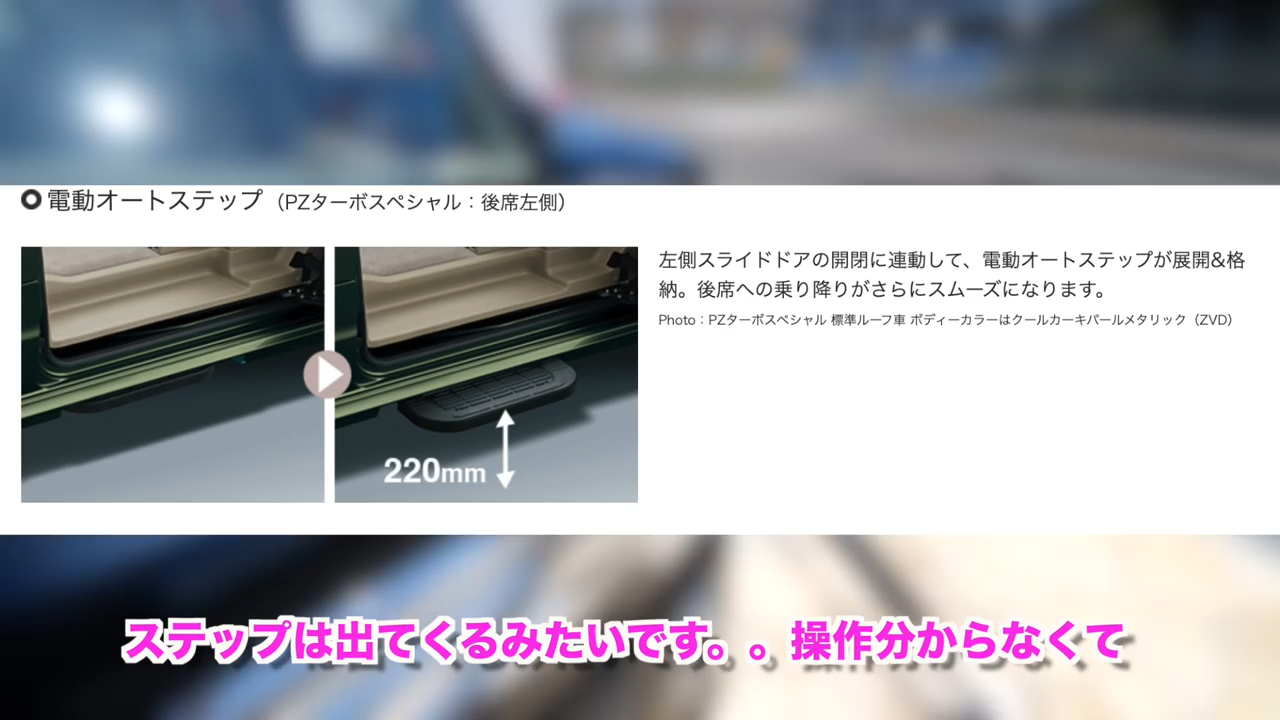 電動オートステップ（PZターボスペシャル：後席左側）
左側スライドドアの開閉に連動して、電動オートステップが展開&格
納。後席への乗り降りがさらにスムーズになります。
Photo：PZターボスペシャル 標準ルーフ車 ボディーカラーはクールカーキパールメタリック（ZVD）
220mm
ステップは出てくるみたいです。。操作分からなくて